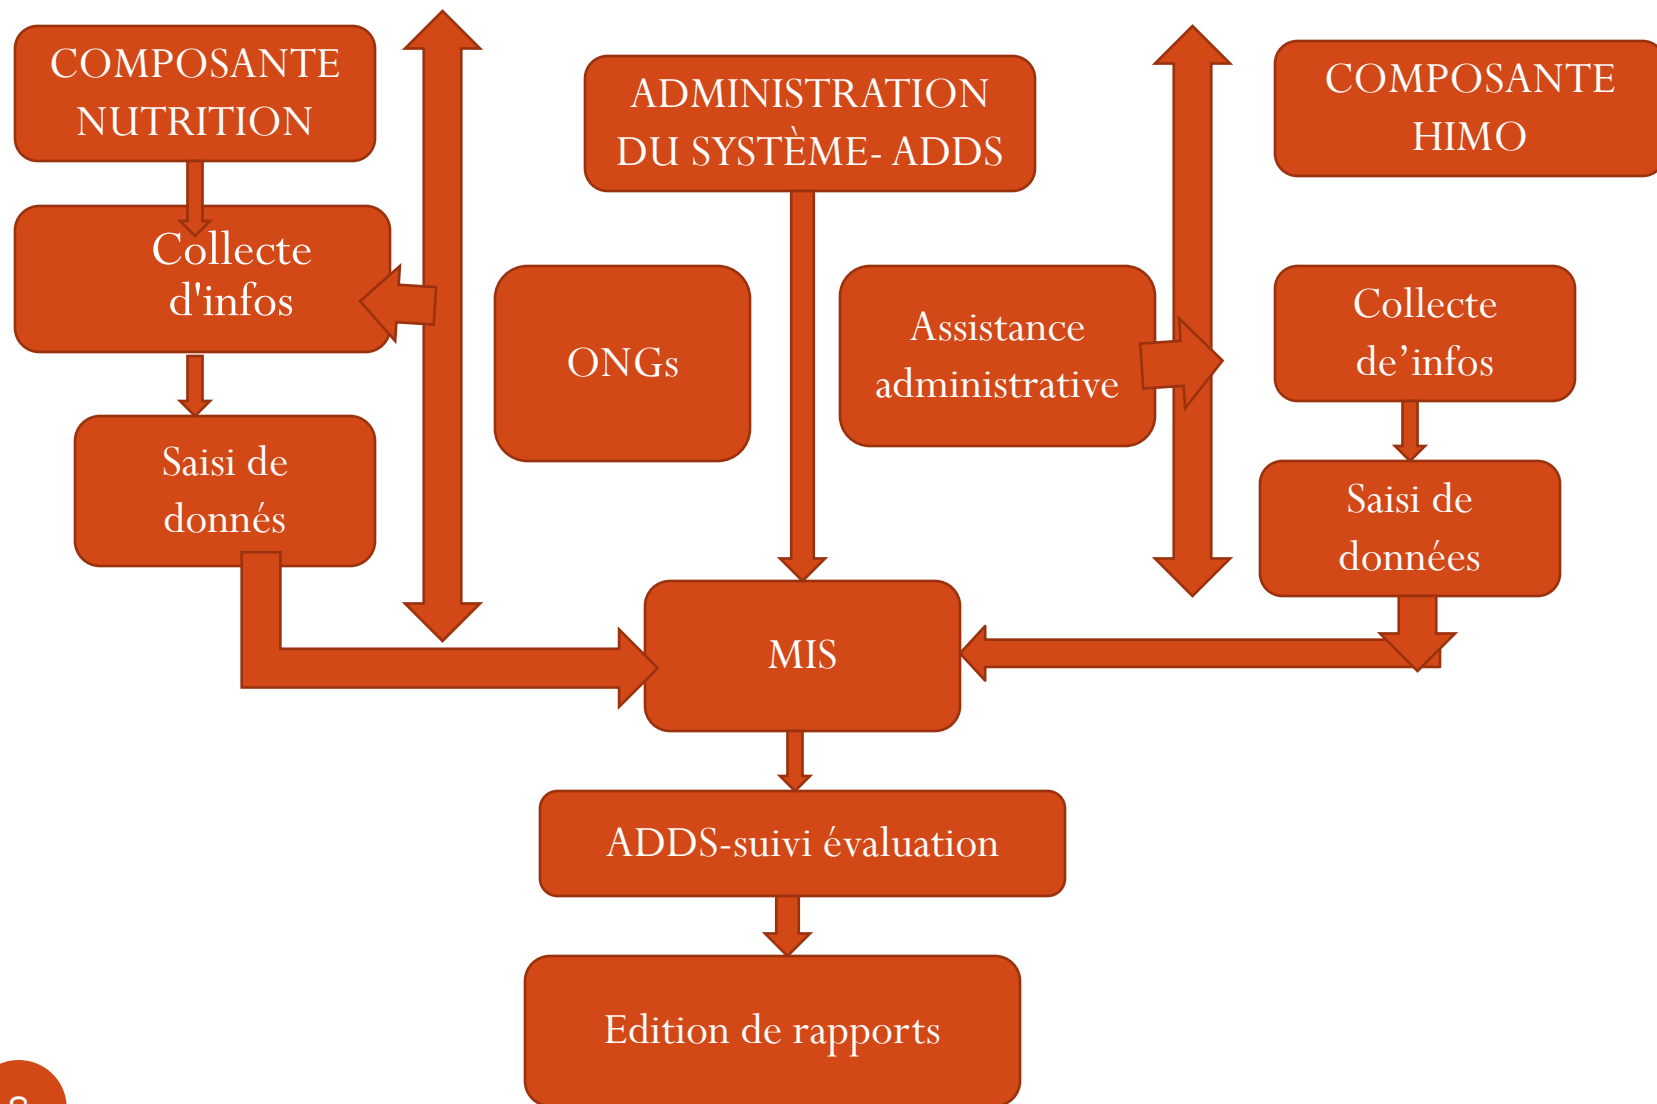 COMPOSANTE
NUTRITION
ADMINISTRATION
DU SYSTÈME- ADDS
COMPOSANTE
HIMO
Collecte
d'infos
ONGs
Assistance
administrative
Collecte
de’infos
Saisi de
donnés
Saisi de
données
MIS
ADDS-suivi évaluation
Edition de rapports